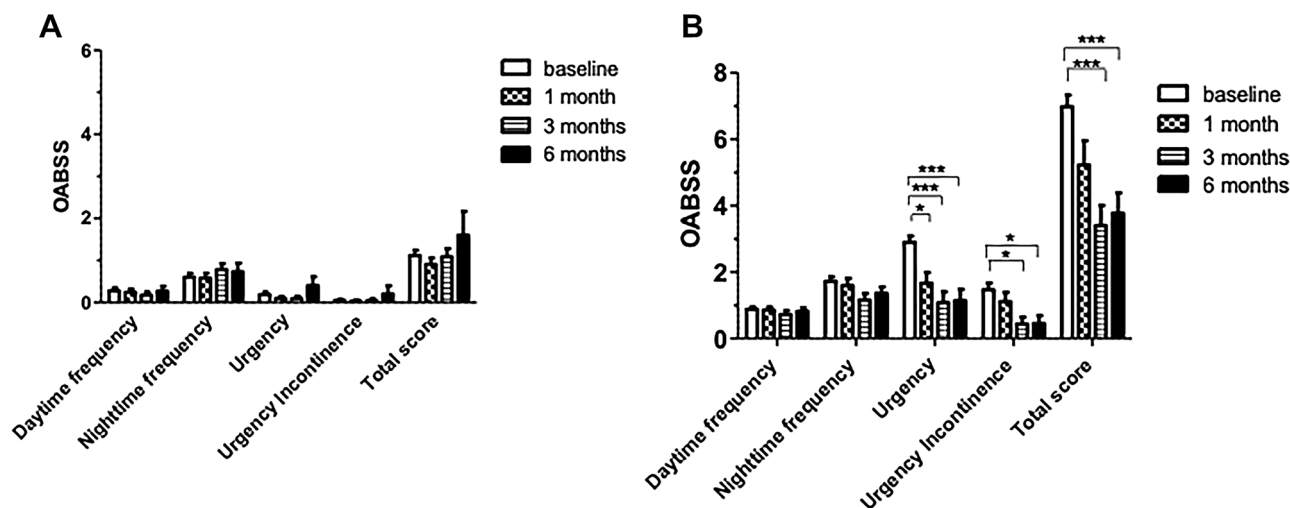 A
6
4
2
0
OABSS
baseline
1 month
3 months
6 months
Daytime frequency
Nighttime frequency
Urgency
Urgency Incontinence
Total score
B
8
6
4
2
0
OABSS
***
***
***
***
*
*
*
baseline
1 month
3 months
6 months
Daytime frequency
Nighttime frequency
Urgency
Urgency Incontinence
Total score